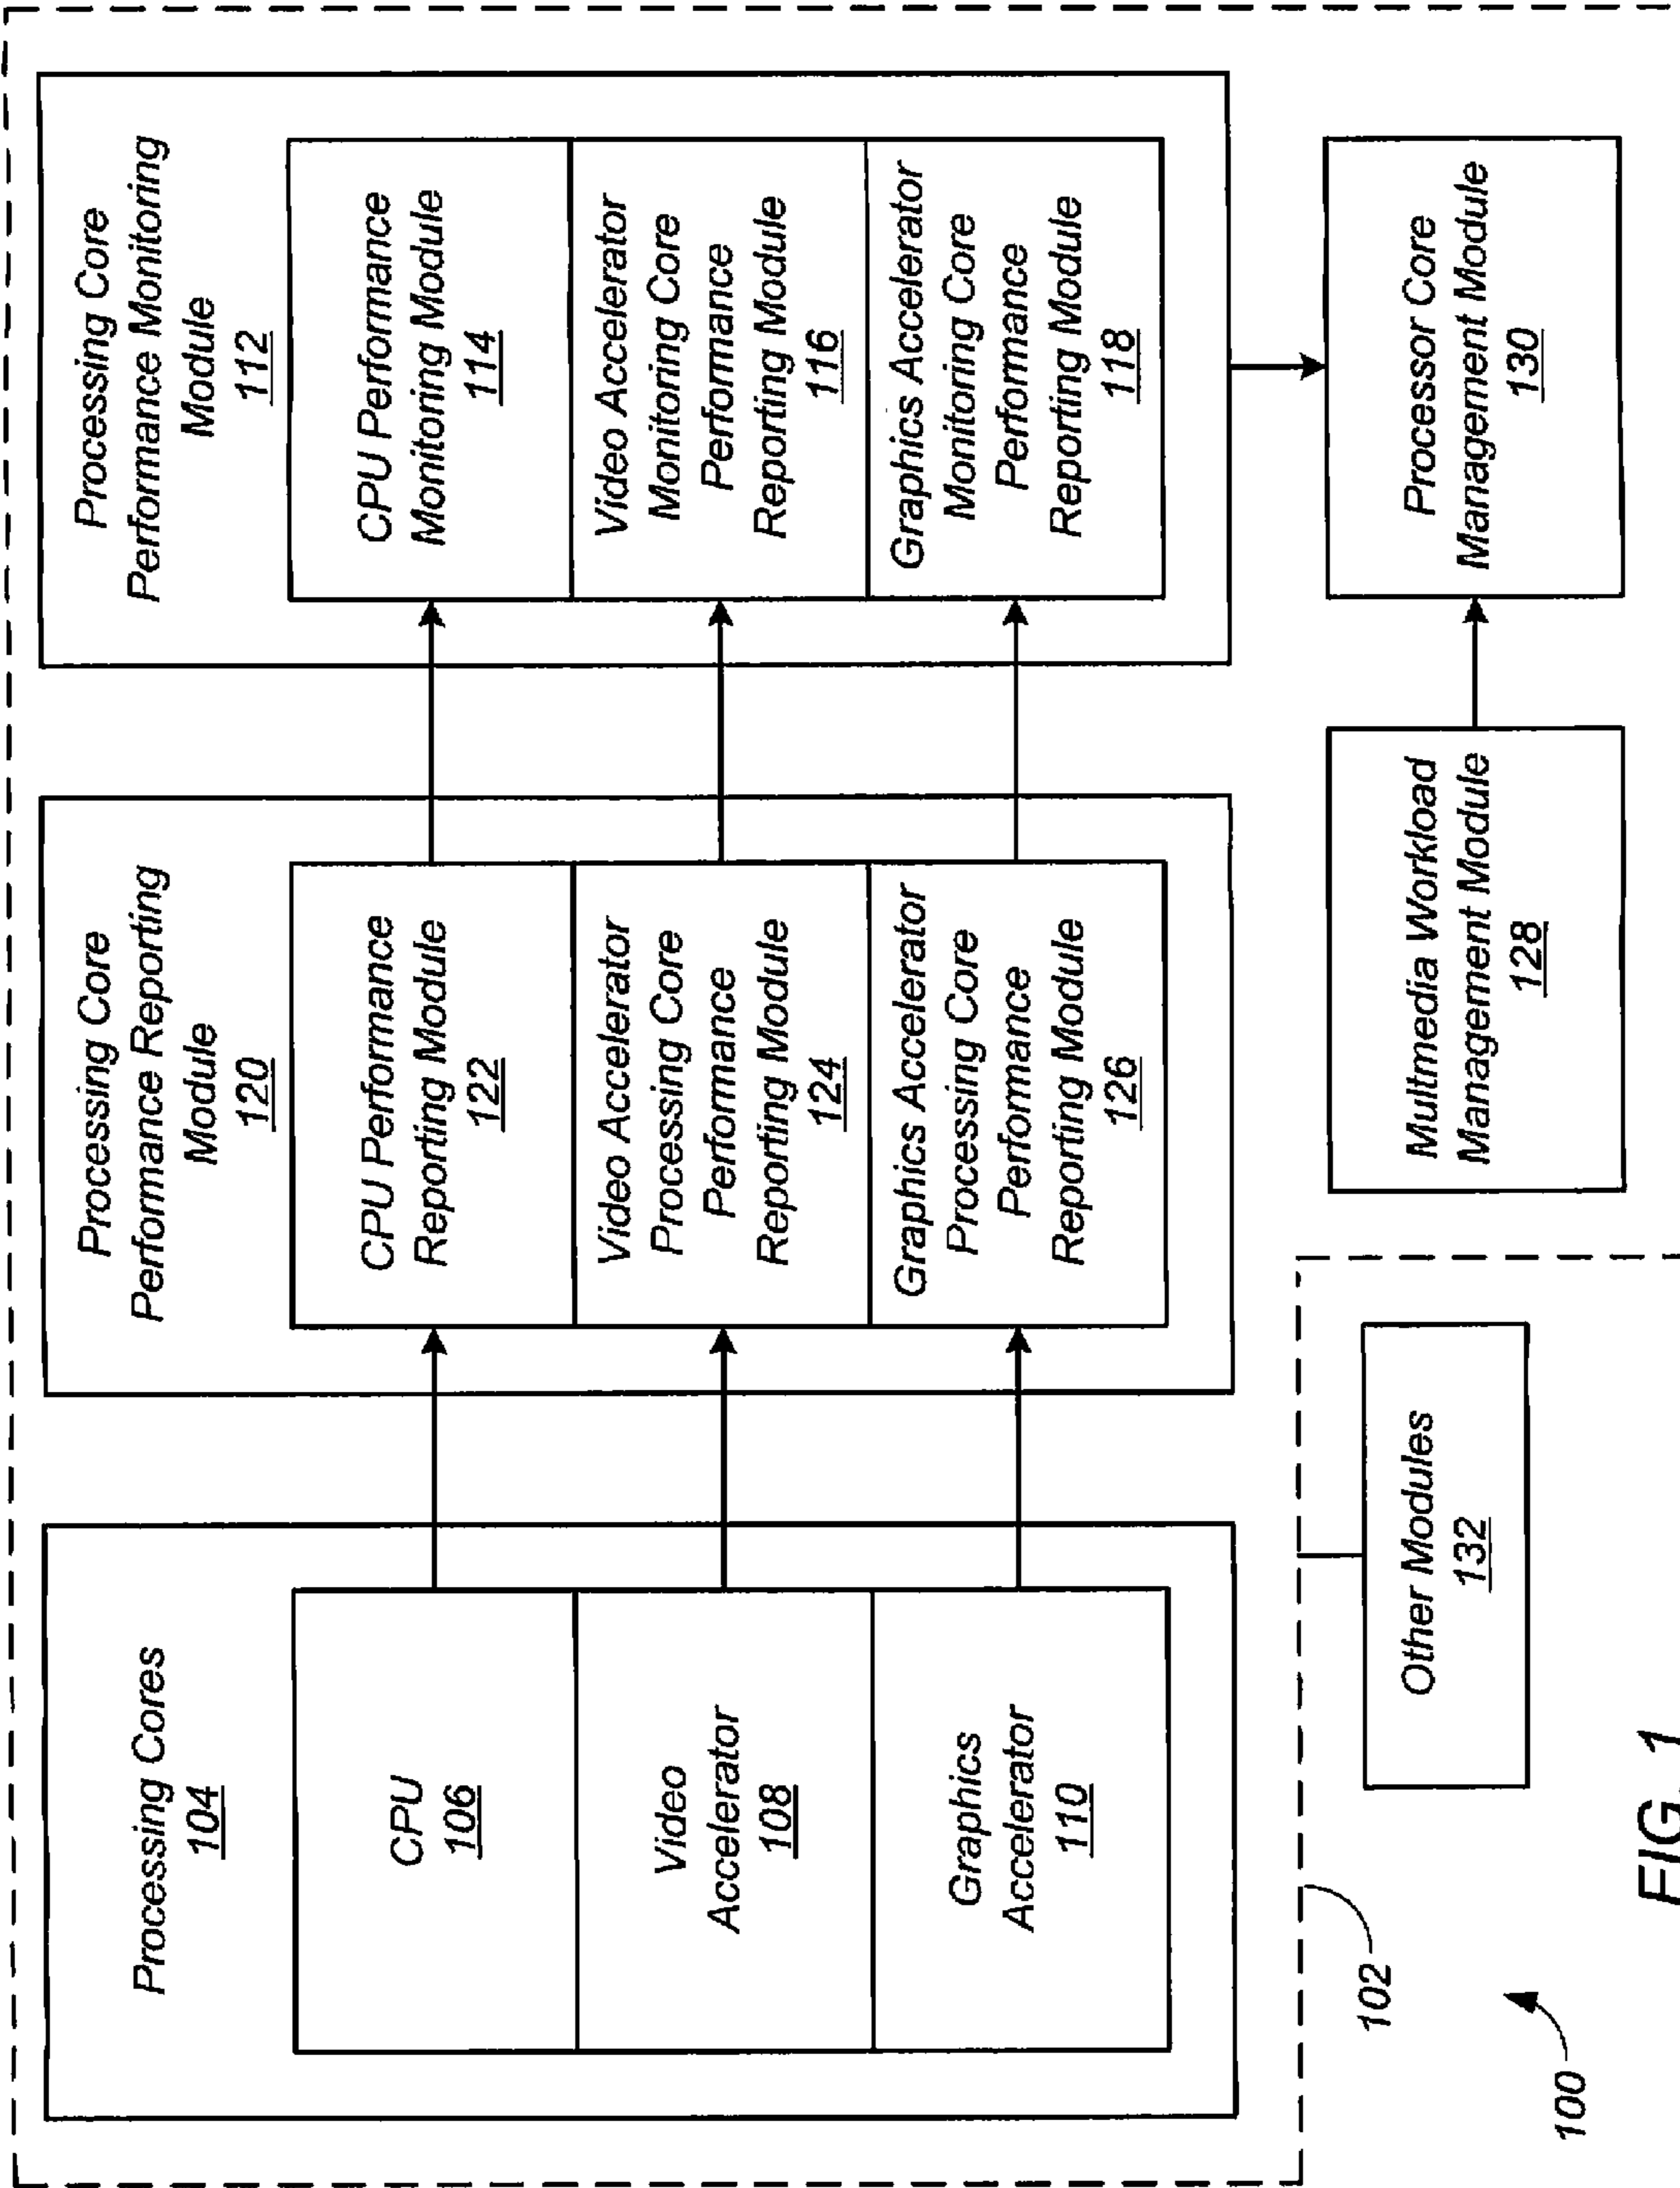 Processing Cores
104
CPU
106
Video
Accelerator
108
Graphics
Accelerator
110
Processing Core
Performance Reporting
Module
120
CPU Performance
Reporting Module
122
Video Accelerator
Processing Core
Performance
Reporting Module
124
Graphics Accelerator
Processing Core
Performance
Reporting Module
126
Processing Core
Performance Monitoring
Module
112
CPU Performance
Monitoring Module
114
Video Accelerator
Monitoring Core
Performance
Reporting Module
116
Graphics Accelerator
Monitoring Core
Performance
Reporting Module
118
Other Modules
132
Multmedia Workload
Management Module
128
Processor Core
Management Module
130
102
100
FIG. 1